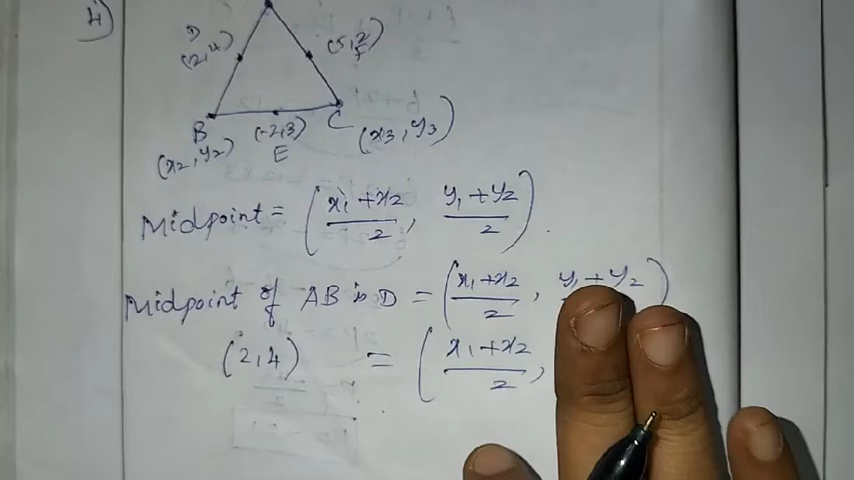 4)
D
(2,4)
(5,2)
F
B
(-2,3)
C
(x3, y3)
(x2, y2)
E
Midpoint = (x1+x2/2, y1+y2/2).
Midpoint of AB is D = (x1+x2/2, y1+y2
(2,4) = (x1+x2/2,